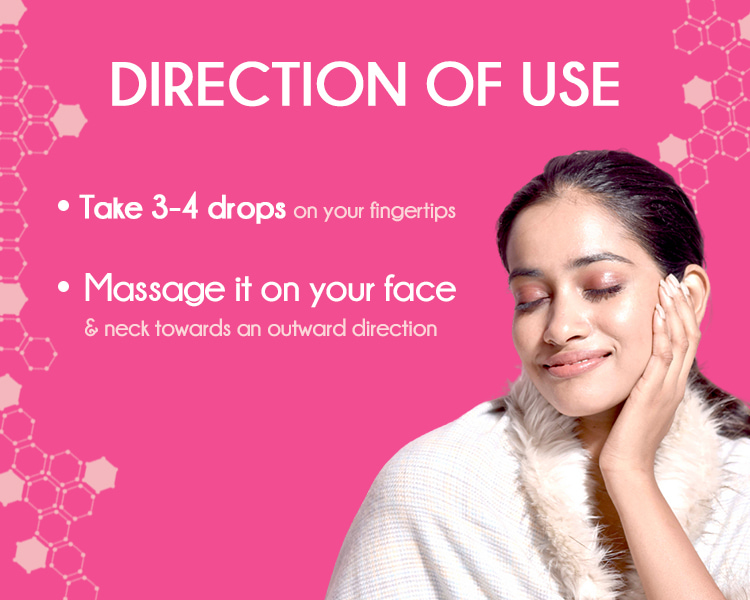 DIRECTION OF USE
• Take 3-4 drops on your fingertips
• Massage it on your face
& neck towards an outward direction